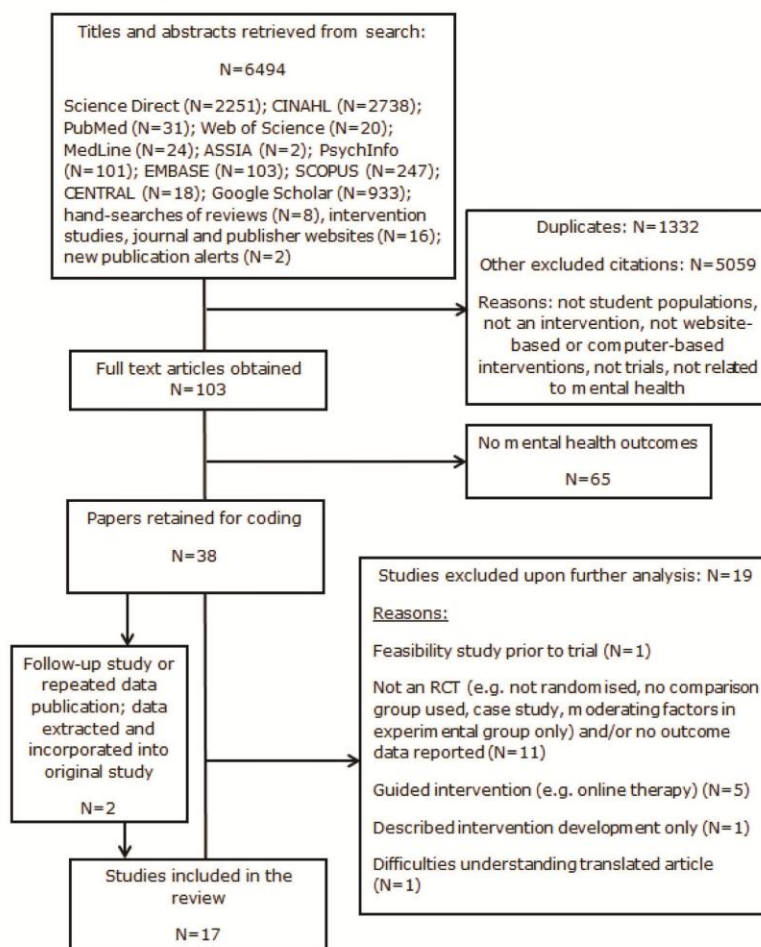 Titles and abstracts retrieved from search:
N=6494
Science Direct (N=2251); CINAHL (N=2738);
PubMed (N=31); Web of Science (N=20);
MedLine (N=24); ASSIA (N=2); PsychInfo
(N=101); EMBASE (N=103); SCOPUS (N=247);
CENTRAL (N=18); Google Scholar (N=933);
hand-searches of reviews (N=8), intervention
studies, journal and publisher websites (N=16);
new publication alerts (N=2)
Duplicates: N=1332
Other excluded citations: N=5059
Reasons: not student populations,
not an intervention, not website-
based or computer-based
interventions, not trials, not related
to mental health
Full text articles obtained
N=103
No mental health outcomes
N=65
Papers retained for coding
N=38
Studies excluded upon further analysis: N=19
Reasons:
Feasibility study prior to trial (N=1)
Not an RCT (e.g. not randomised, no comparison
group used, case study, moderating factors in
experimental group only) and/or no outcome
data reported (N=11)
Guided intervention (e.g. online therapy) (N=5)
Described intervention development only (N=1)
Difficulties understanding translated article
(N=1)
Follow-up study or
repeated data
publication; data
extracted and
incorporated into
original study
N=2
Studies included in the
review
N=17